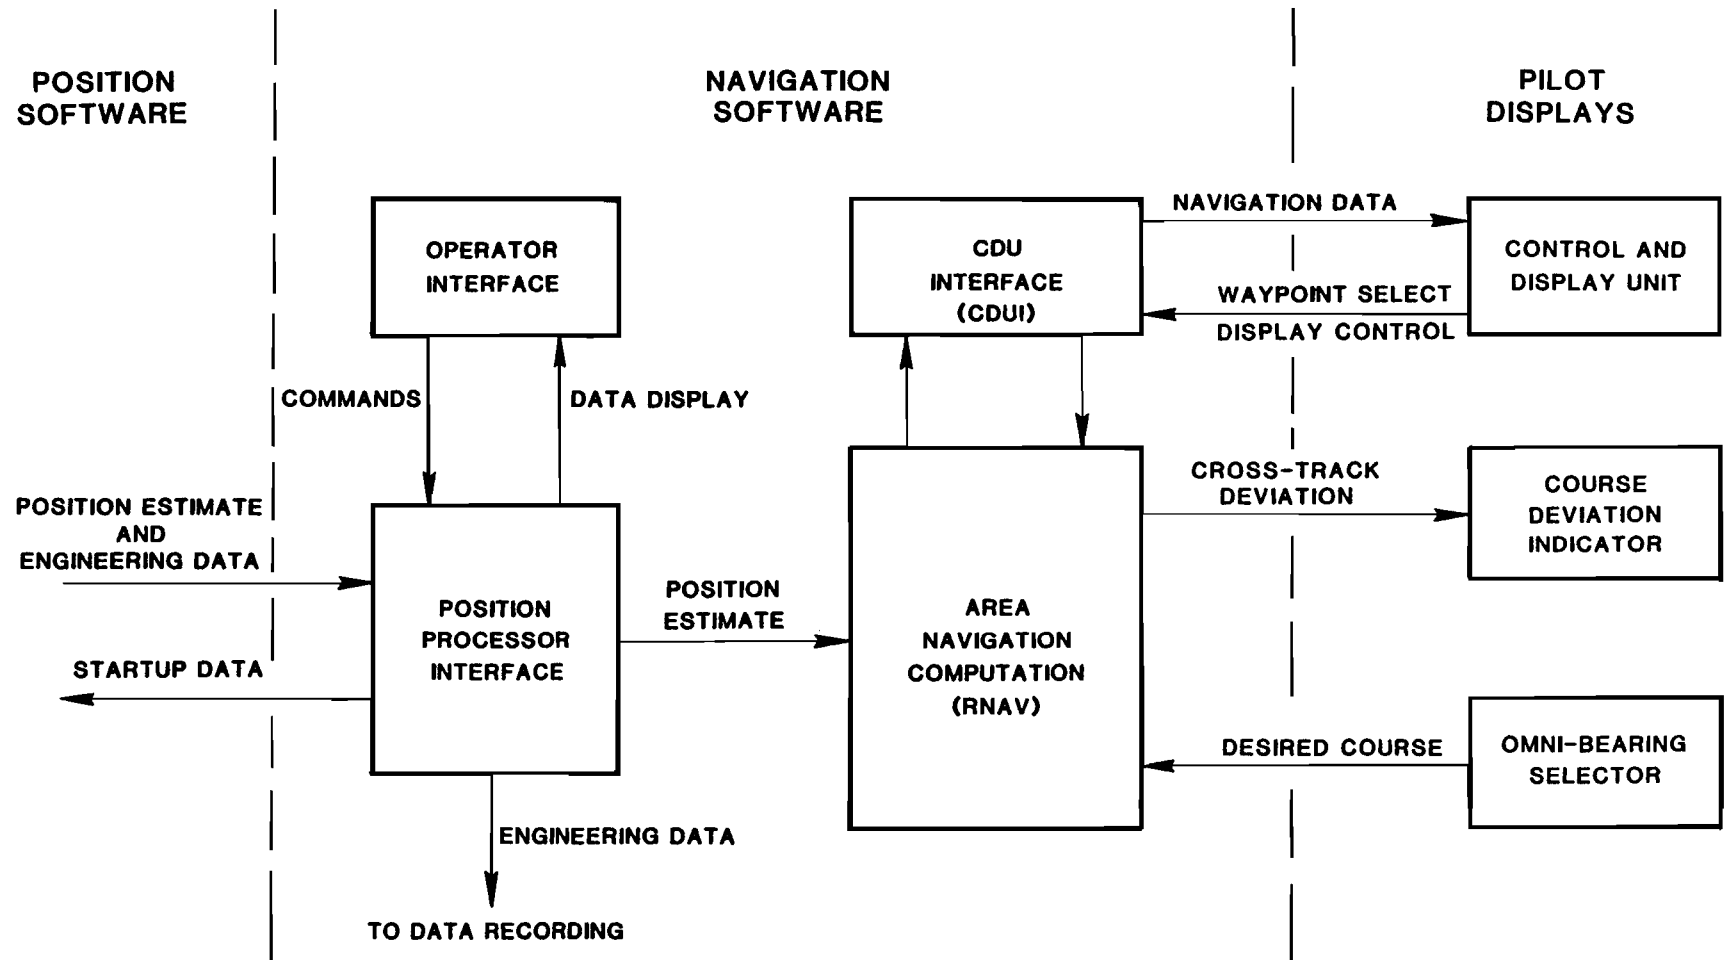 POSITION
SOFTWARE
NAVIGATION
SOFTWARE
PILOT
DISPLAYS
OPERATOR
INTERFACE
CDU
INTERFACE
(CDUI)
NAVIGATION DATA
WAYPOINT SELECT
DISPLAY CONTROL
CONTROL AND
DISPLAY UNIT
COMMANDS
DATA DISPLAY
POSITION ESTIMATE
AND
ENGINEERING DATA
STARTUP DATA
POSITION
PROCESSOR
INTERFACE
POSITION
ESTIMATE
AREA
NAVIGATION
COMPUTATION
(RNAV)
CROSS-TRACK
DEVIATION
COURSE
DEVIATION
INDICATOR
DESIRED COURSE
OMNI-BEARING
SELECTOR
ENGINEERING DATA
TO DATA RECORDING